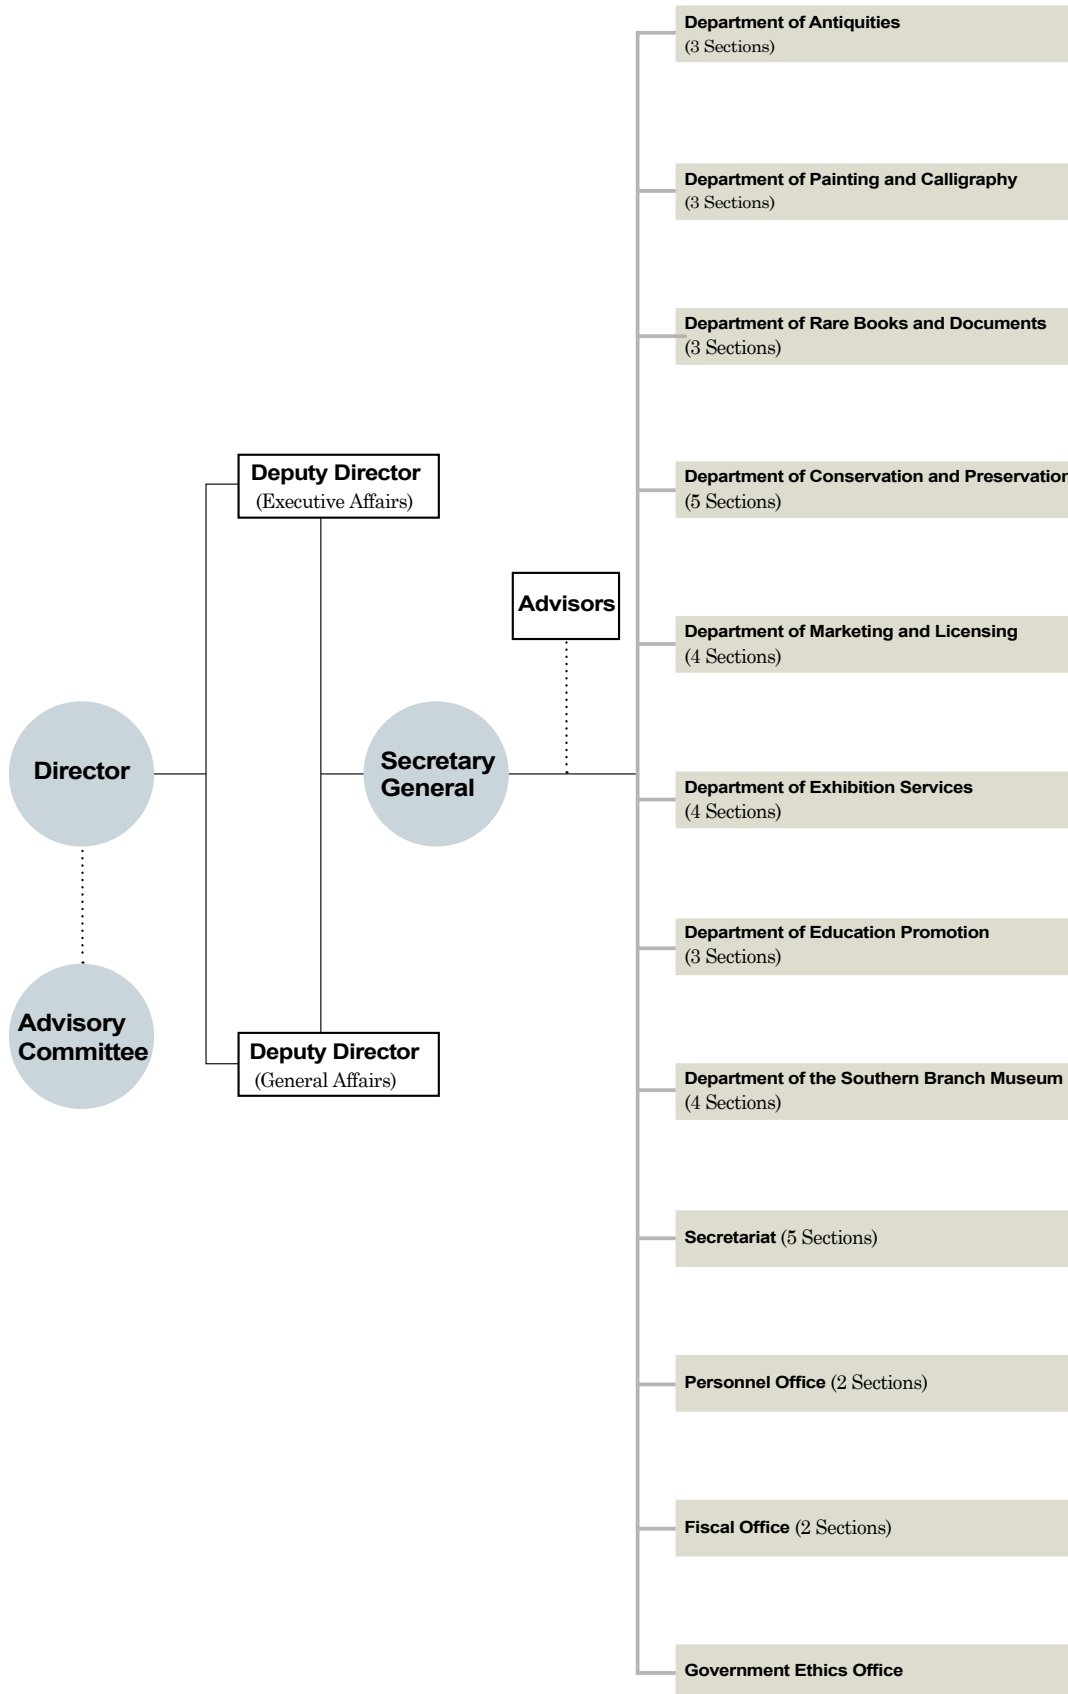 Director
Advisory
Committee
Deputy Director
(Executive Affairs)
Deputy Director
(General Affairs)
Secretary
General
Advisors
Department of Antiquities
(3 Sections)
Department of Painting and Calligraphy
(3 Sections)
Department of Rare Books and Documents
(3 Sections)
Department of Conservation and Preservation
(5 Sections)
Department of Marketing and Licensing
(4 Sections)
Department of Exhibition Services
(4 Sections)
Department of Education Promotion
(3 Sections)
Department of the Southern Branch Museum
(4 Sections)
Secretariat (5 Sections)
Personnel Office (2 Sections)
Fiscal Office (2 Sections)
Government Ethics Office